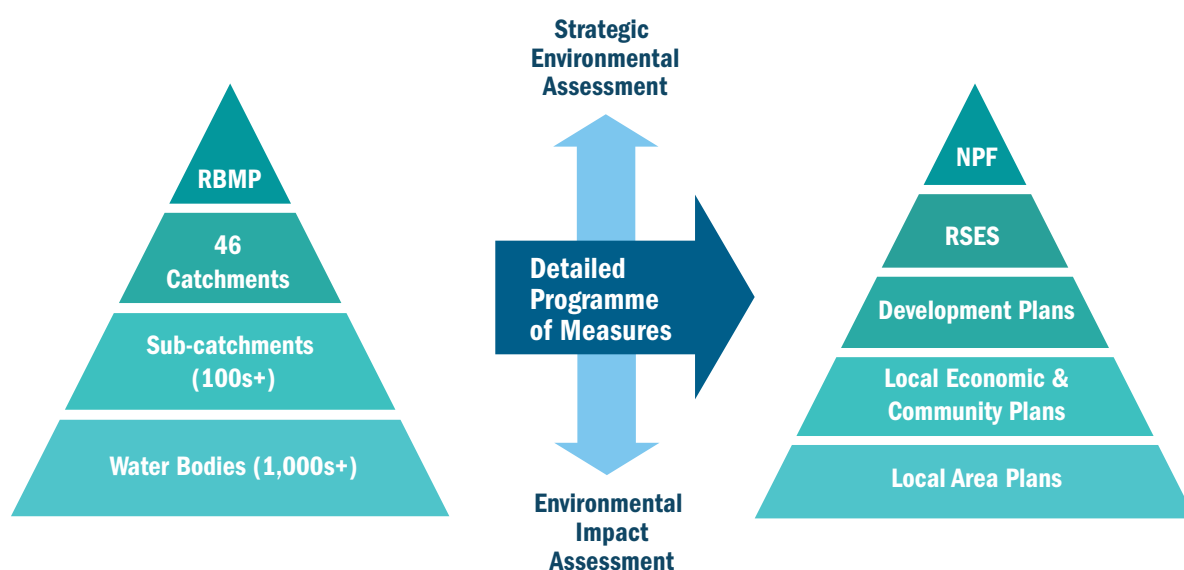 RBMP
46
Catchments
Sub-catchments
(100s+)
Water Bodies (1,000s+)
Strategic
Environmental
Assessment
Detailed
Programme
of Measures
Environmental
Impact
Assessment
NPF
RSES
Development Plans
Local Economic &
Community Plans
Local Area Plans